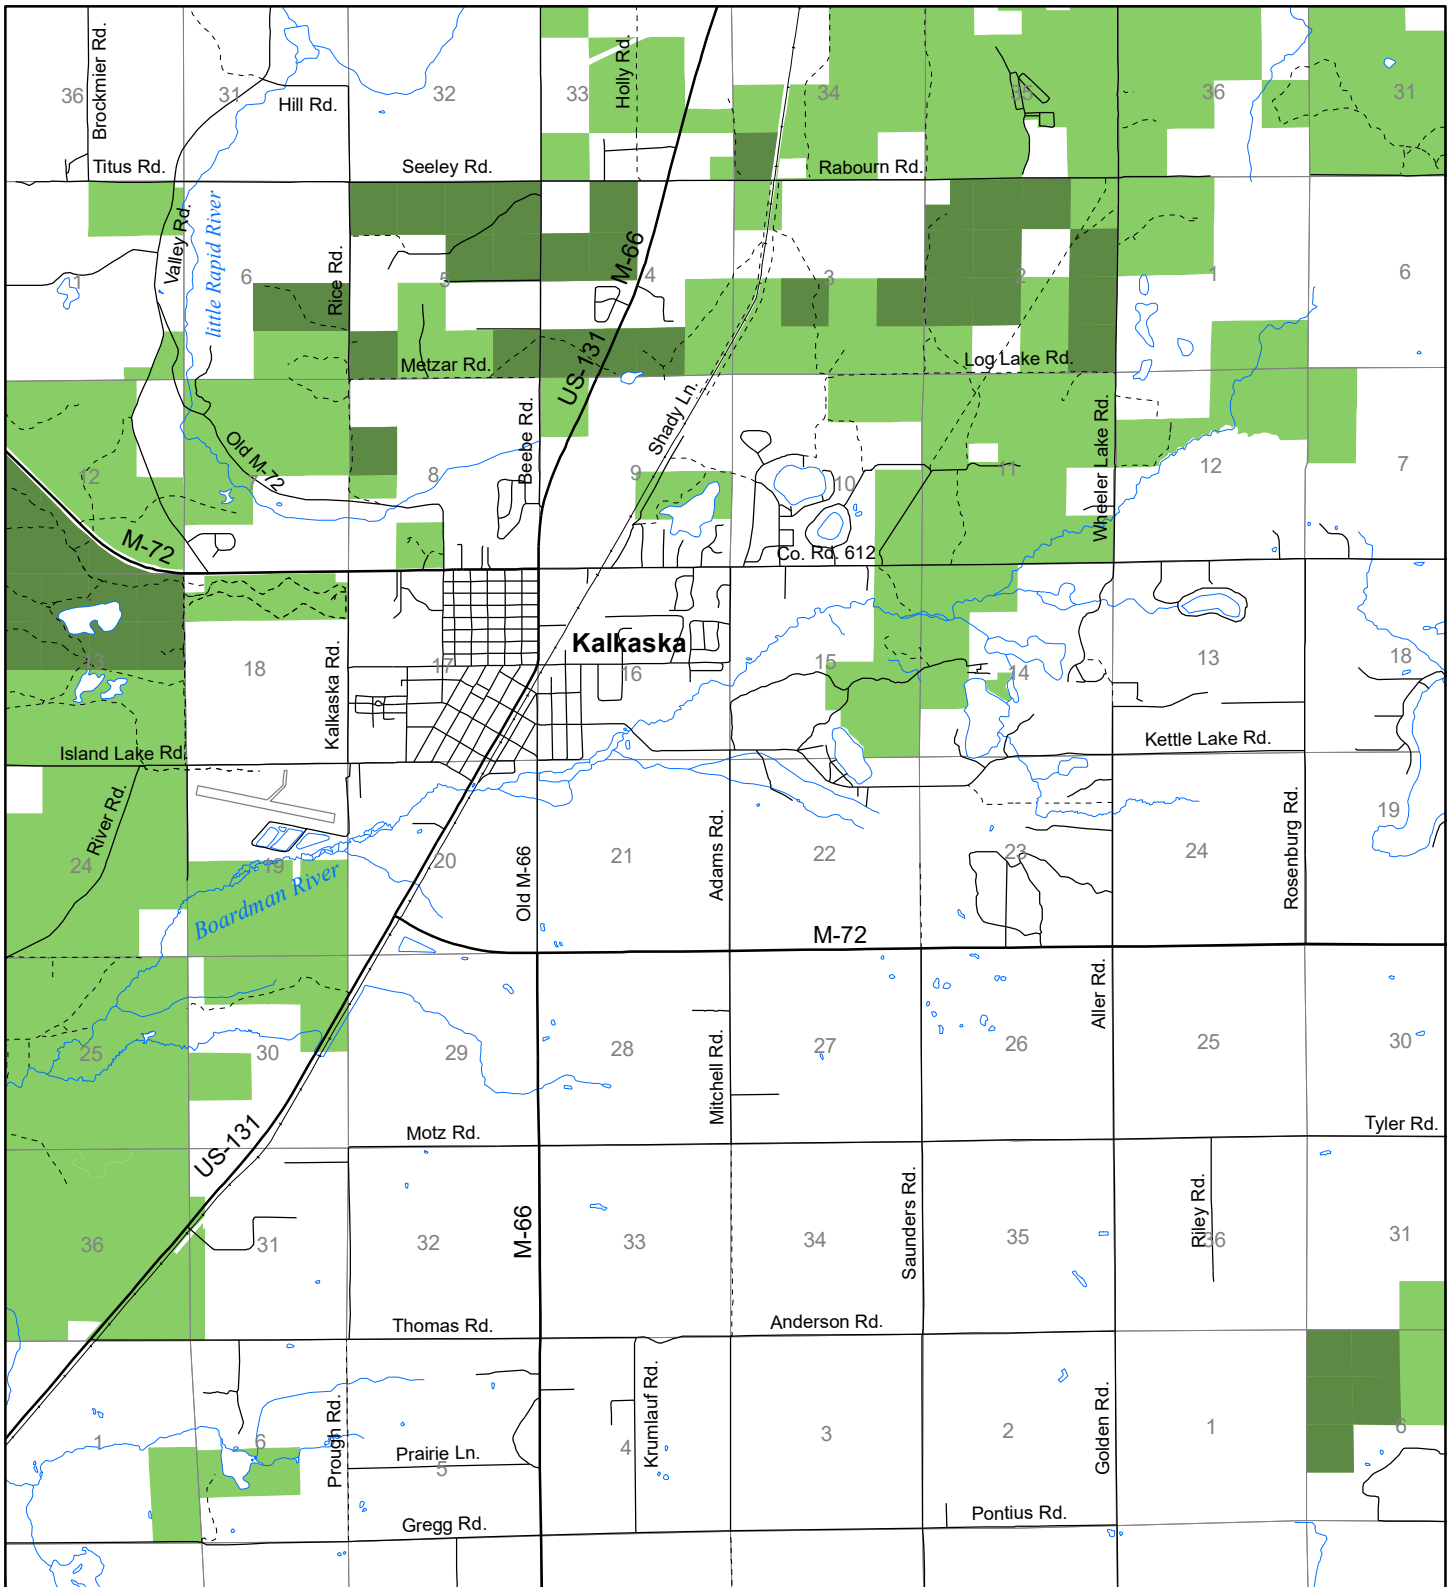 Brockmier Rd.
36
31
Hill Rd.
32
33
Holly Rd.
34
35
36
31
Titus Rd.
Seeley Rd.
Rabourn Rd.
1
Valley Rd.
little Rapid River
6
Rice Rd.
5
M-66
4
3
2
1
6
Metzar Rd.
US-131
Log Lake Rd.
12
Old M-72
7
8
Beebe Rd.
Shady Ln.
9
10
11
Wheeler Lake Rd.
12
7
M-72
Co. Rd. 612
13
18
Kalkaska Rd.
17
Kalkaska
16
15
14
13
18
Island Lake Rd.
Kettle Lake Rd.
River Rd.
24
19
Boardman River
20
Old M-66
21
Adams Rd.
22
23
24
Rosenburg Rd.
19
M-72
25
30
29
28
Mitchell Rd.
27
26
Aller Rd.
25
30
US-131
Motz Rd.
Tyler Rd.
36
31
32
M-66
33
34
Saunders Rd.
35
Riley Rd.
36
31
Thomas Rd.
Anderson Rd.
1
6
Prough Rd.
Prairie Ln.
5
4
Krumlauf Rd.
3
2
Golden Rd.
1
6
Gregg Rd.
Pontius Rd.